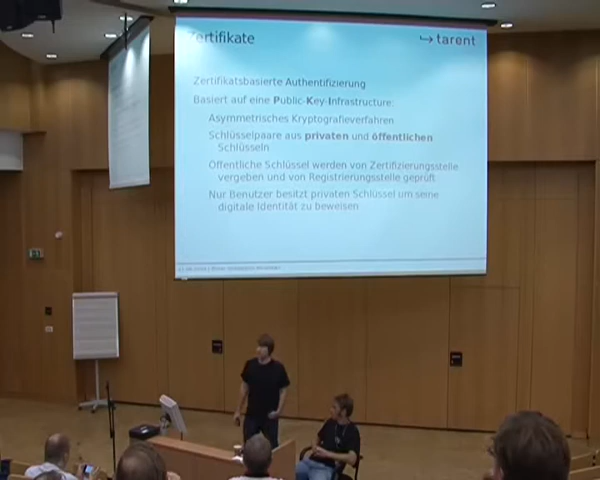 Zertifikate
tarent
Zertifikatsbasierte Authentifizierung
Basiert auf eine Public-Key-Infrastructure:
Asymmetrisches Kryptografieverfahren
Schlüsselpaare aus privaten und öffentlichen
Schlüsseln
Öffentliche Schlüssel werden von Zertifizierungsstelle
vergeben und von Registrierungsstelle geprüft
Nur Benutzer besitzt privaten Schlüssel um seine
digitale Identität zu beweisen